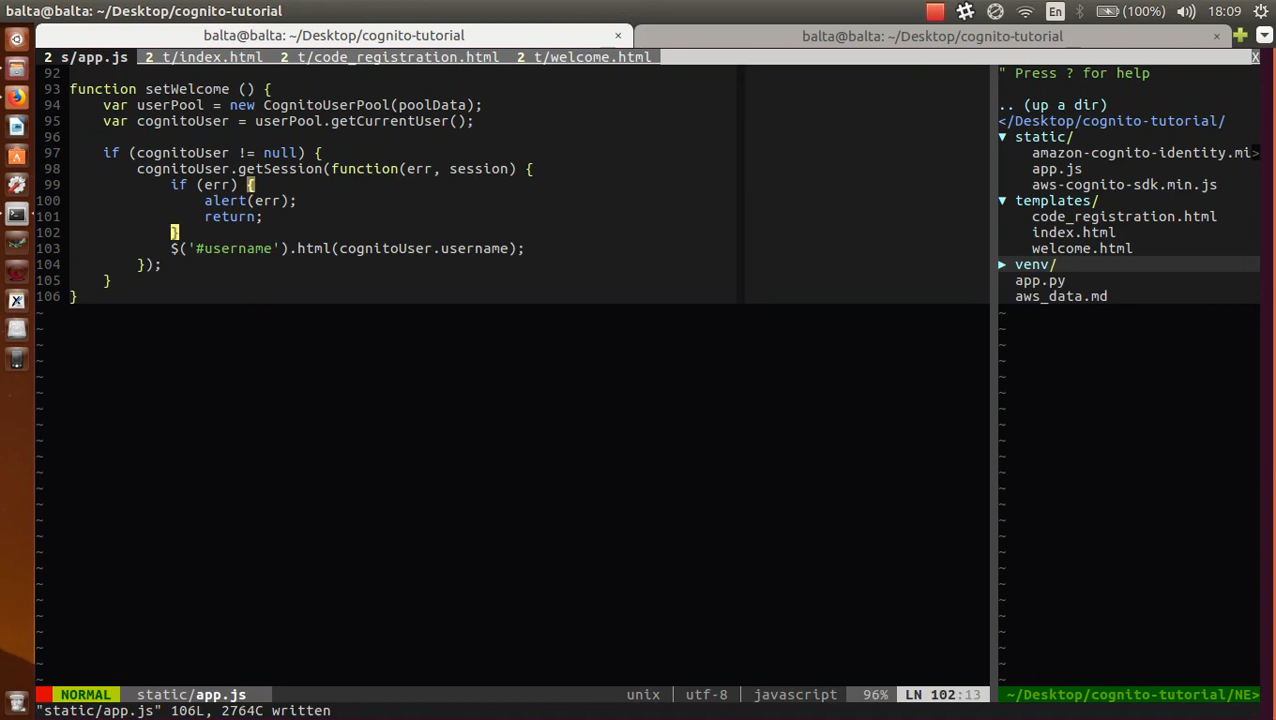 balta@balta: ~/Desktop/cognito-tutorial
En (100%) 18:09
balta@balta: ~/Desktop/cognito-tutorial × balta@balta: ~/Desktop/cognito-tutorial ×
2 s/app.js 2 t/index.html 2 t/code_registration.html 2 t/welcome.html X
92
93 function setWelcome () {
94 var userPool = new CognitoUserPool(poolData);
95 var cognitoUser = userPool.getCurrentUser();
96
97 if (cognitoUser != null) {
98 cognitoUser.getSession(function(err, session) {
99 if (err) {
100 alert(err);
101 return;
102 }
103 $('#username').html(cognitoUser.username);
104 });
105 }
106 }
" Press ? for help
.. (up a dir)
</Desktop/cognito-tutorial/
▼ static/
amazon-cognito-identity.mi>
app.js
aws-cognito-sdk.min.js
▼ templates/
code_registration.html
index.html
welcome.html
▶ venv/
app.py
aws_data.md
NORMAL static/app.js unix utf-8 javascript 96% LN 102:13 ~/Desktop/cognito-tutorial/NE>
"static/app.js" 106L, 2764C written